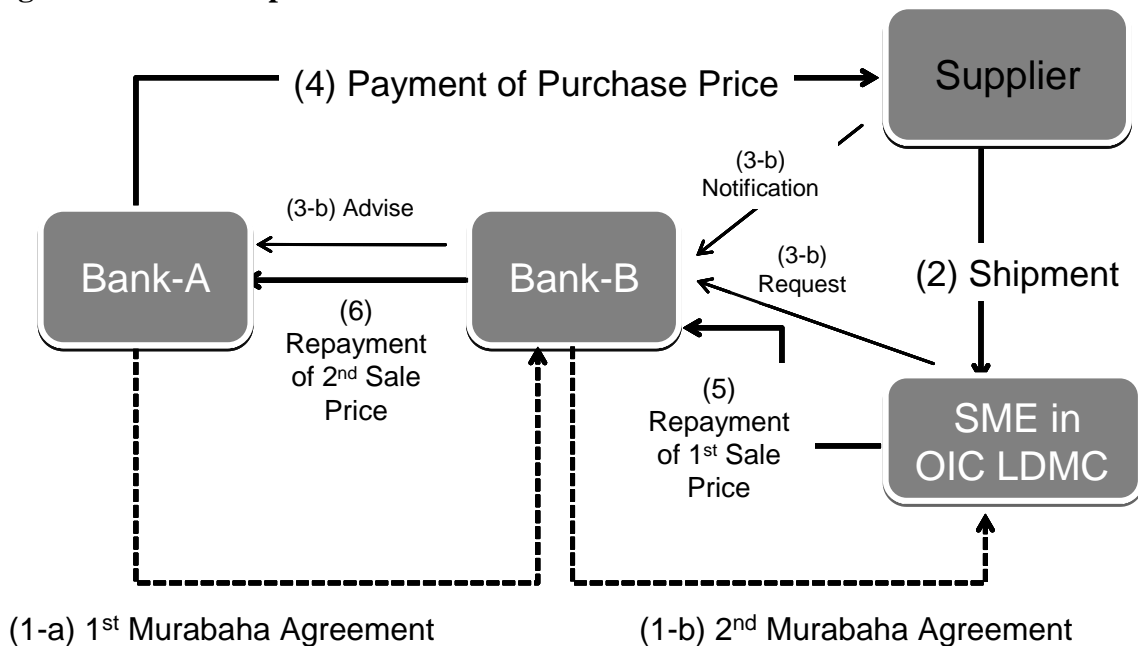 (4) Payment of Purchase Price
Supplier
(3-b)
Notification
(3-b) Advise
Bank-A
Bank-B
(3-b)
Request
(2) Shipment
(6)
Repayment
of 2nd Sale
Price
(5)
Repayment
of 1st Sale
Price
SME in
OIC LDMC
(1-a) 1st Murabaha Agreement
(1-b) 2nd Murabaha Agreement